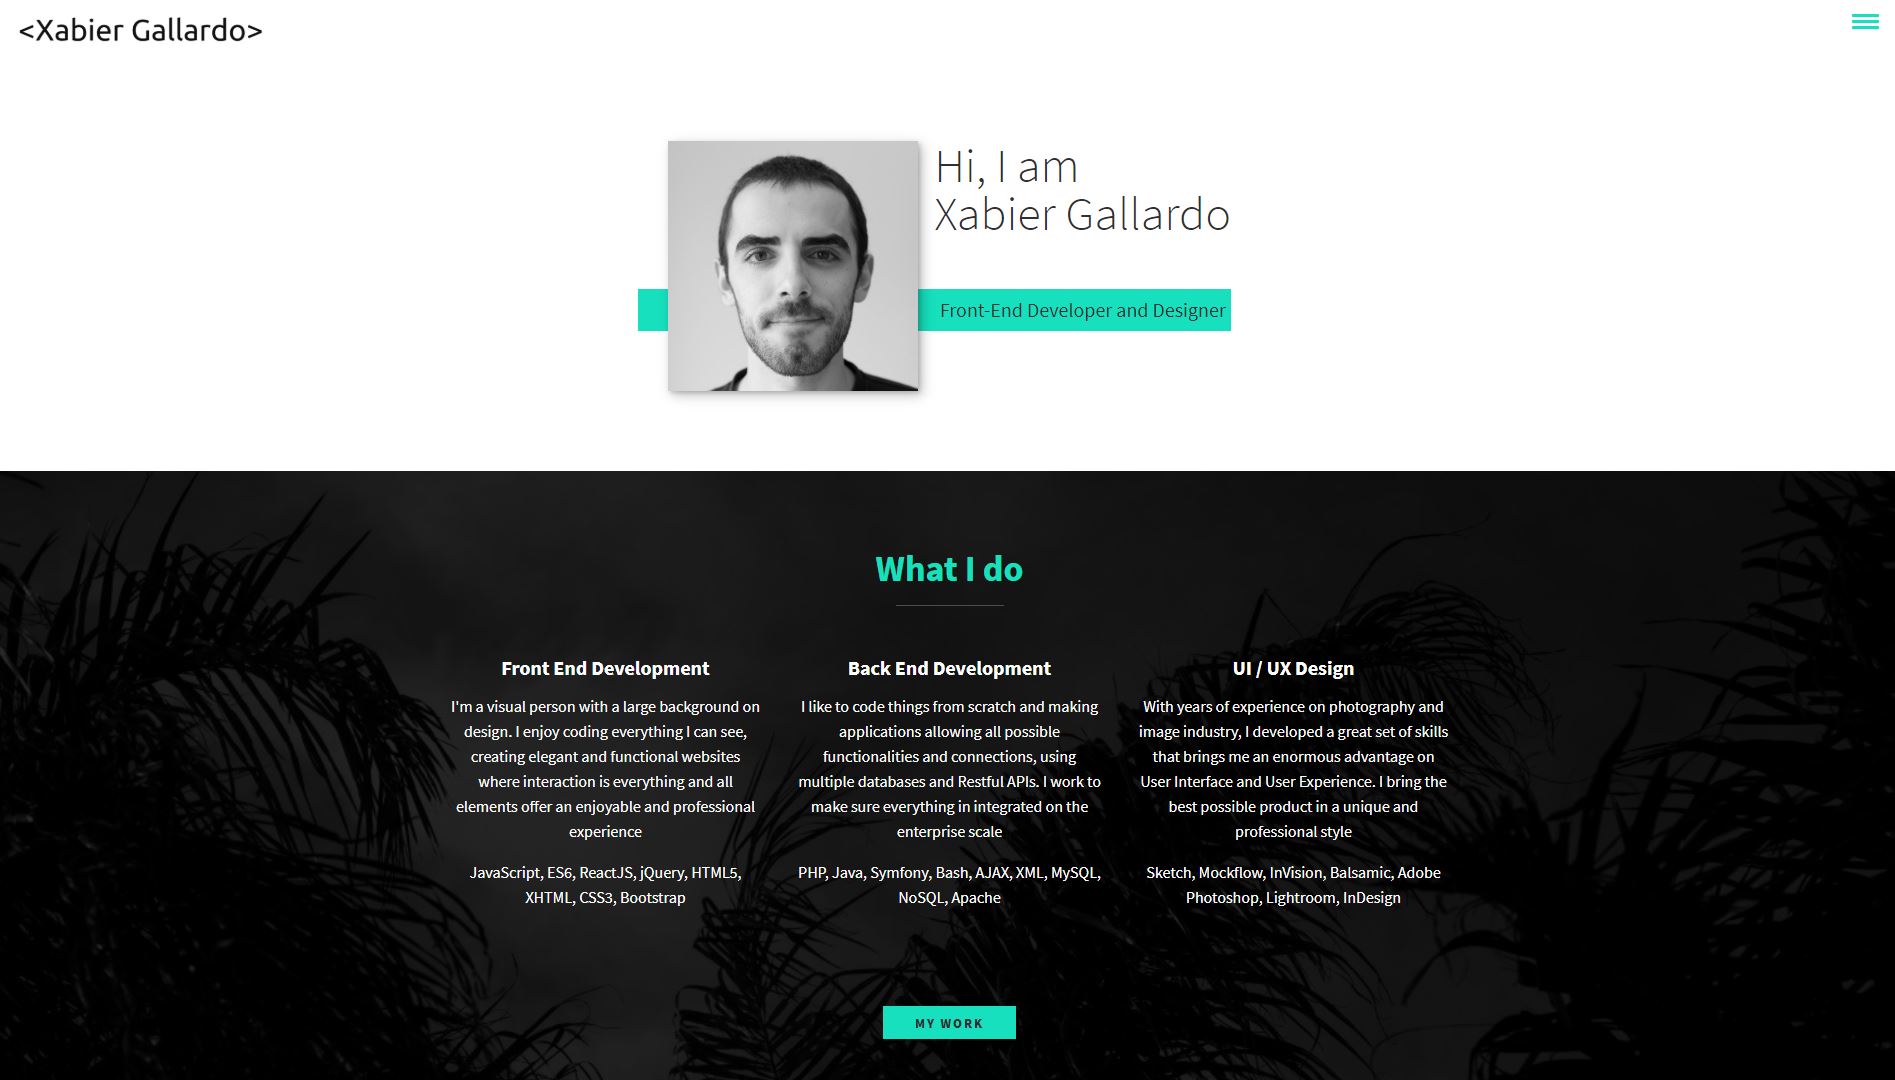 <Xabier Gallardo>
Hi, I am
Xabier Gallardo
Front-End Developer and Designer
What I do
Front End Development
I'm a visual person with a large background on
design. I enjoy coding everything I can see,
creating elegant and functional websites
where interaction is everything and all
elements offer an enjoyable and professional
experience
JavaScript, ES6, ReactJS, jQuery, HTML5,
XHTML, CSS3, Bootstrap
Back End Development
I like to code things from scratch and making
applications allowing all possible
functionalities and connections, using
multiple databases and Restful APIs. I work to
make sure everything in integrated on the
enterprise scale
PHP, Java, Symfony, Bash, AJAX, XML, MySQL,
NoSQL, Apache
UI / UX Design
With years of experience on photography and
image industry, I developed a great set of skills
that brings me an enormous advantage on
User Interface and User Experience. I bring the
best possible product in a unique and
professional style
Sketch, Mockflow, InVision, Balsamic, Adobe
Photoshop, Lightroom, InDesign
MY WORK